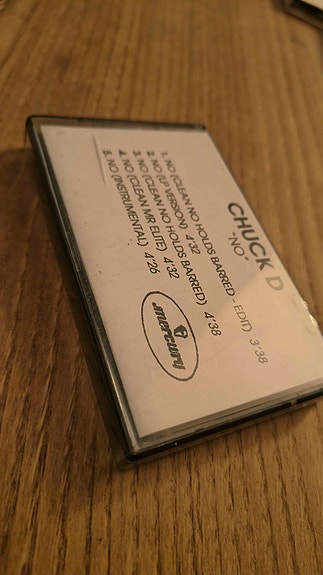 CHUCK D
"NO"
1. NO (CLEAN NO HOLDS BARRED - EDIT) 3'38
2. NO (LP VERSION) 4'32
3. NO (CLEAN NO HOLDS BARRED) 4'38
4. NO (CLEAN MR ELITE) 4'32
5. NO (INSTRUMENTAL) 4'26
mercury